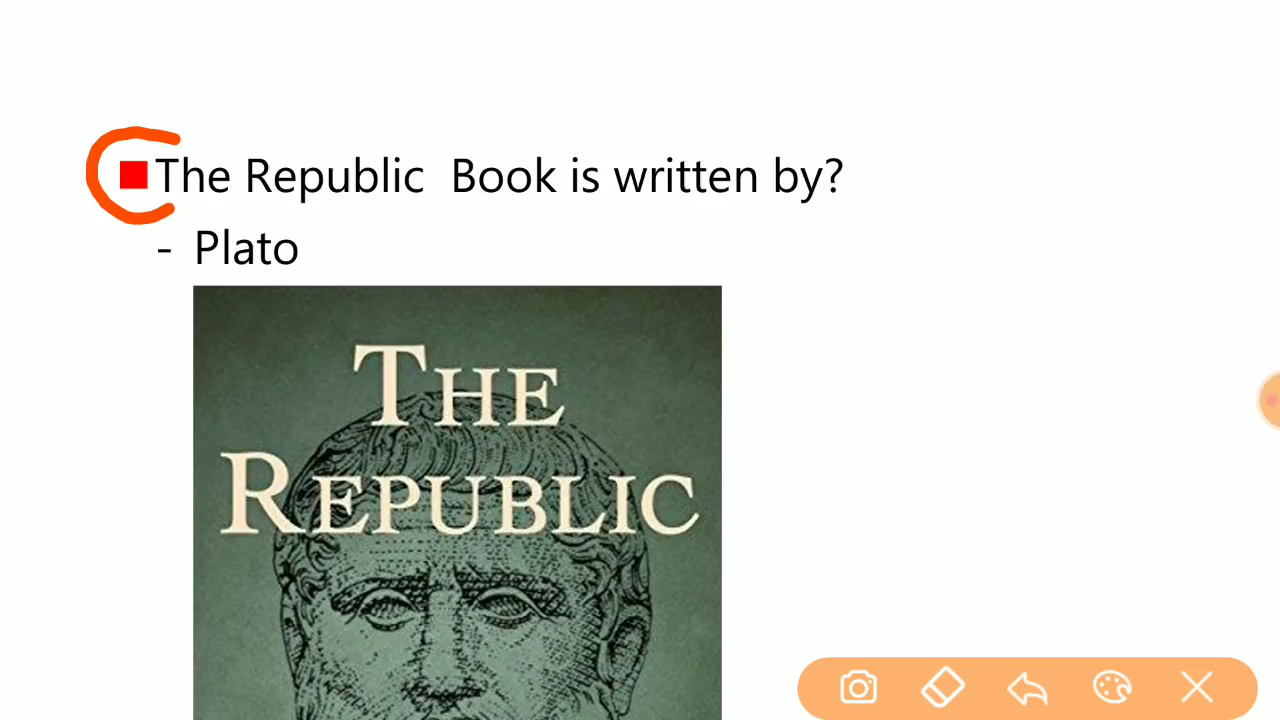 ■The Republic  Book is written by?
- Plato
THE
REPUBLIC